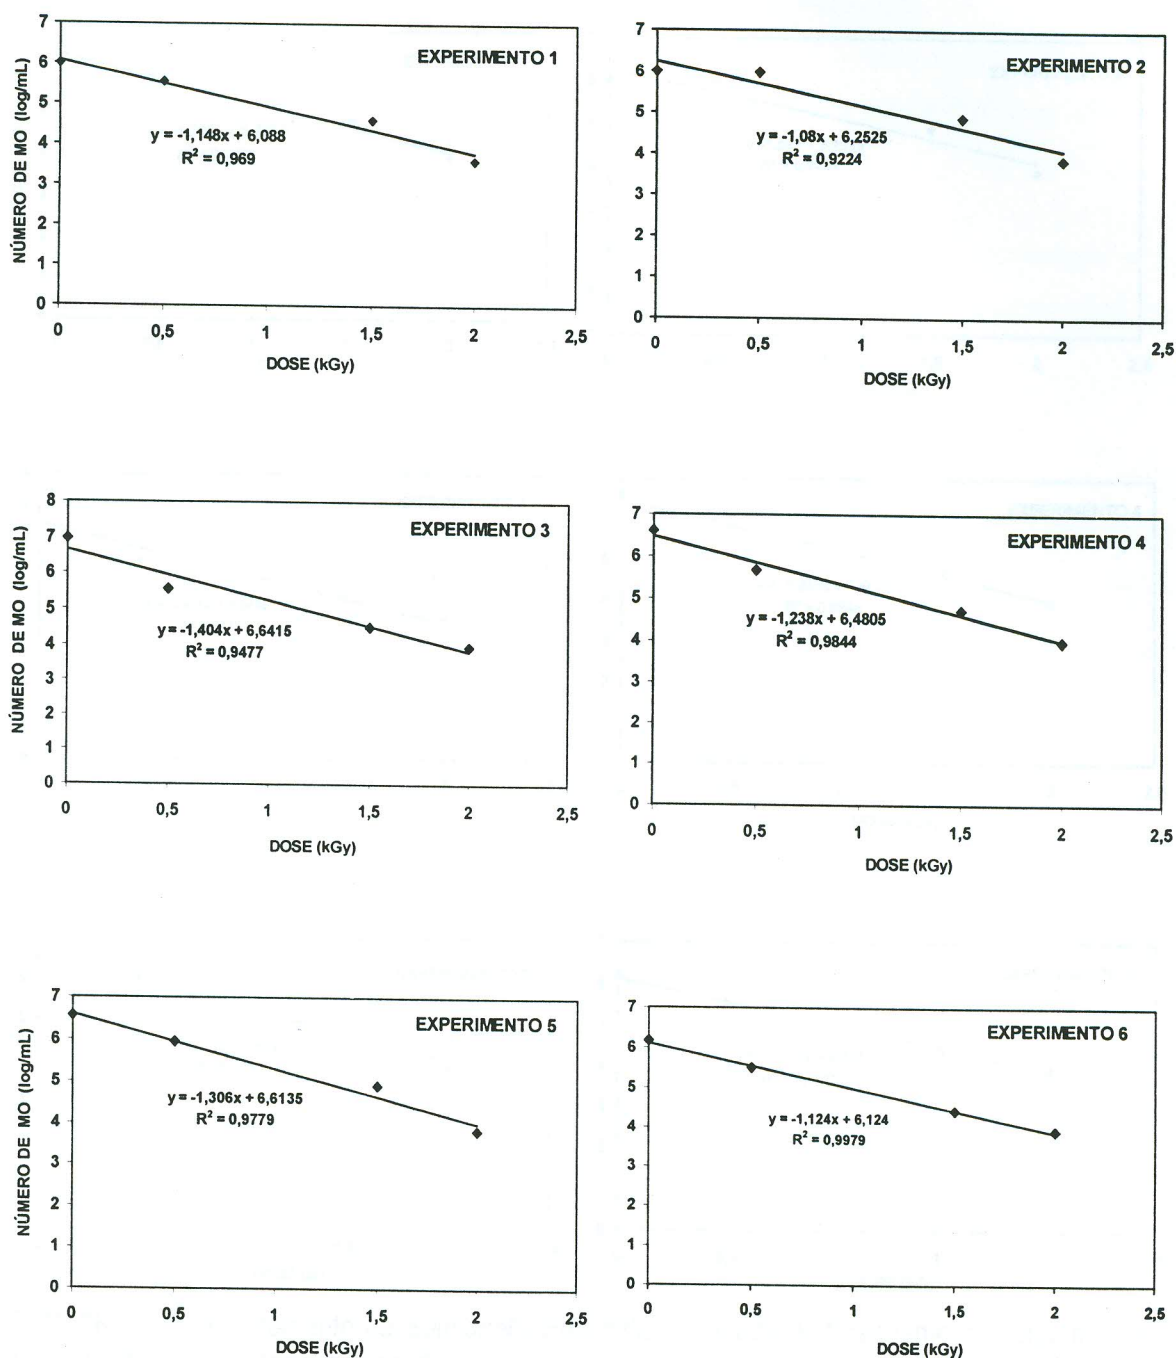 EXPERIMENTO 1
NÚMERO DE MO (log/mL)
7
6
5
4
3
2
1
0
y = -1,148x + 6,088
R² = 0,969
0 0,5 1 1,5 2 2,5
DOSE (kGy)
EXPERIMENTO 2
7
6
5
4
3
2
1
0
y = -1,08x + 6,2525
R² = 0,9224
0 0,5 1 1,5 2 2,5
DOSE (kGy)
EXPERIMENTO 3
NÚMERO DE MO (log/mL)
8
7
6
5
4
3
2
1
0
y = -1,404x + 6,6415
R² = 0,9477
0 0,5 1 1,5 2 2,5
DOSE (kGy)
EXPERIMENTO 4
7
6
5
4
3
2
1
0
y = -1,238x + 6,4805
R² = 0,9844
0 0,5 1 1,5 2 2,5
DOSE (kGy)
EXPERIMENTO 5
NÚMERO DE MO (log/mL)
7
6
5
4
3
2
1
0
y = -1,306x + 6,6135
R² = 0,9779
0 0,5 1 1,5 2 2,5
DOSE (kGy)
EXPERIMENTO 6
7
6
5
4
3
2
1
0
y = -1,124x + 6,124
R² = 0,9979
0 0,5 1 1,5 2 2,5
DOSE (kGy)